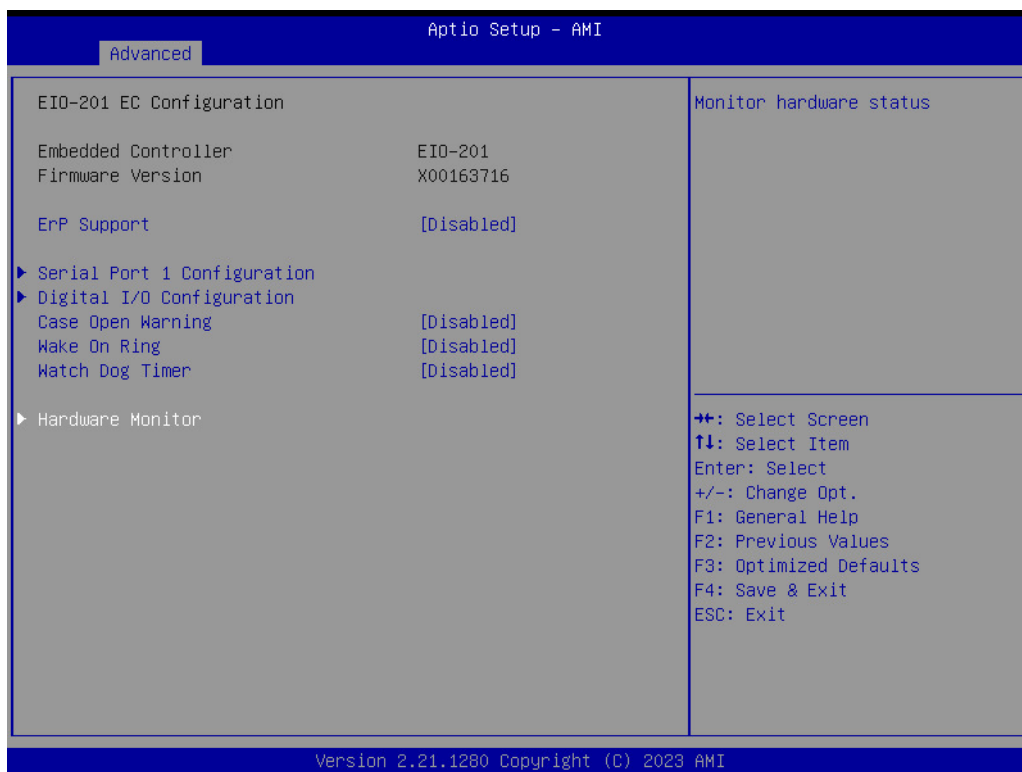 Aptio Setup – AMI
Advanced
EIO-201 EC Configuration
Embedded Controller EIO-201
Firmware Version X00163716
ErP Support [Disabled]
Serial Port 1 Configuration
Digital I/O Configuration
Case Open Warning [Disabled]
Wake On Ring [Disabled]
Watch Dog Timer [Disabled]
Hardware Monitor
Monitor hardware status
→←: Select Screen
↑↓: Select Item
Enter: Select
+/-: Change Opt.
F1: General Help
F2: Previous Values
F3: Optimized Defaults
F4: Save & Exit
ESC: Exit
Version 2.21.1280 Copyright (C) 2023 AMI